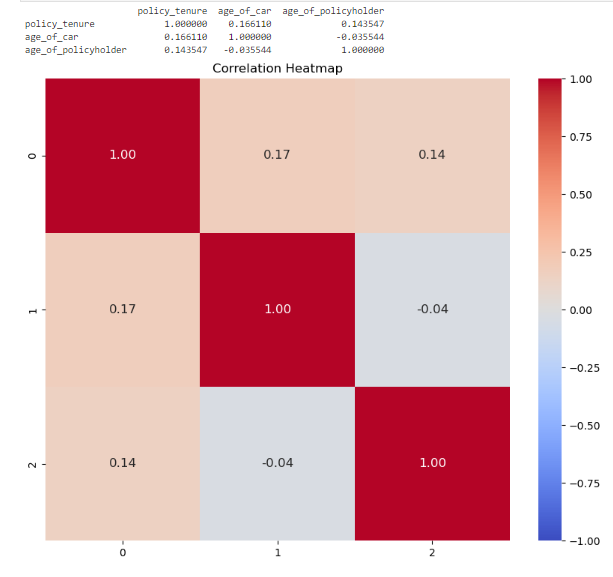 policy_tenure age_of_car age_of_policyholder
policy_tenure 1.000000 0.166110 0.143547
age_of_car 0.166110 1.000000 -0.035544
age_of_policyholder 0.143547 -0.035544 1.000000
Correlation Heatmap
0 1.00 0.17 0.14
1 0.17 1.00 -0.04
2 0.14 -0.04 1.00
0 1 2
1.00
0.75
0.50
0.25
0.00
−0.25
−0.50
−0.75
−1.00